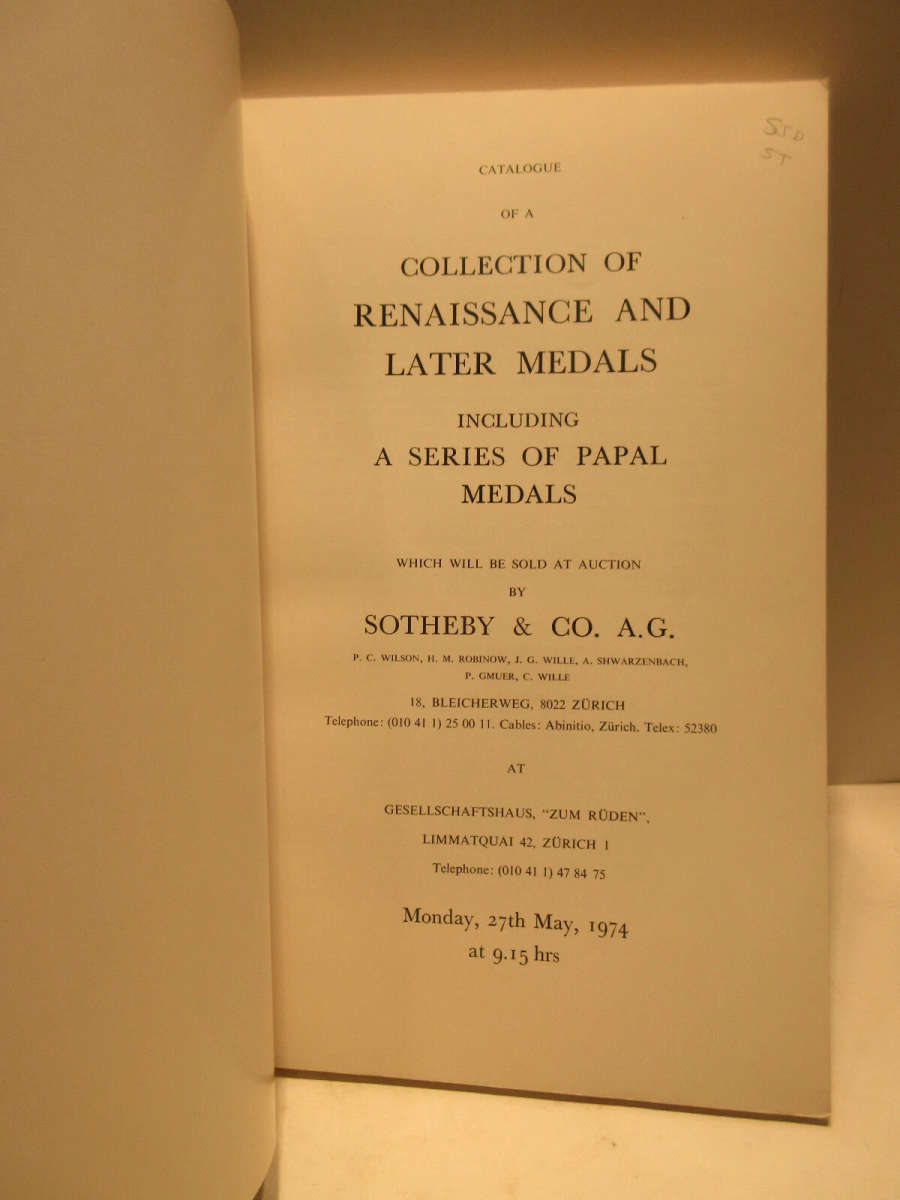 STD
ST
CATALOGUE
OF A
COLLECTION OF
RENAISSANCE AND
LATER MEDALS
INCLUDING
A SERIES OF PAPAL
MEDALS
WHICH WILL BE SOLD AT AUCTION
BY
SOTHEBY & CO. A.G.
P. C. WILSON, H. M. ROBINOW, J. G. WILLE, A. SHWARZENBACH,
P. GMUER, C. WILLE
18, BLEICHERWEG, 8022 ZÜRICH
Telephone: (010 41 1) 25 00 11. Cables: Abinitio, Zürich. Telex: 52380
AT
GESELLSCHAFTSHAUS, "ZUM RÜDEN",
LIMMATQUAI 42, ZÜRICH 1
Telephone: (010 41 1) 47 84 75
Monday, 27th May, 1974
at 9.15 hrs